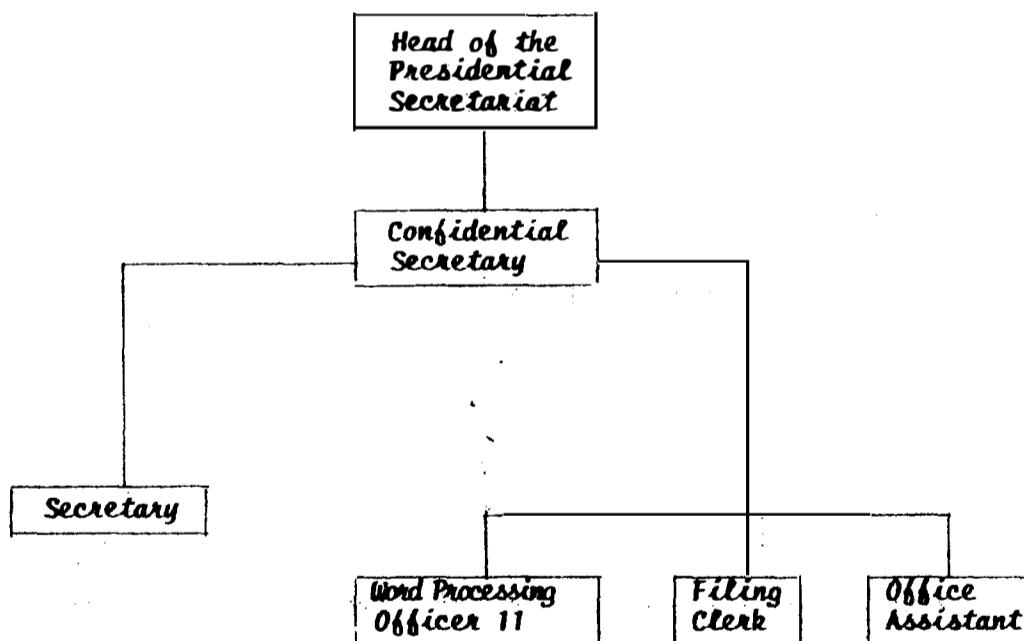 Head of the
Presidential
Secretariat
Confidential
Secretary
Secretary
Word Processing
Officer 11
Filing
Clerk
Office
Assistant